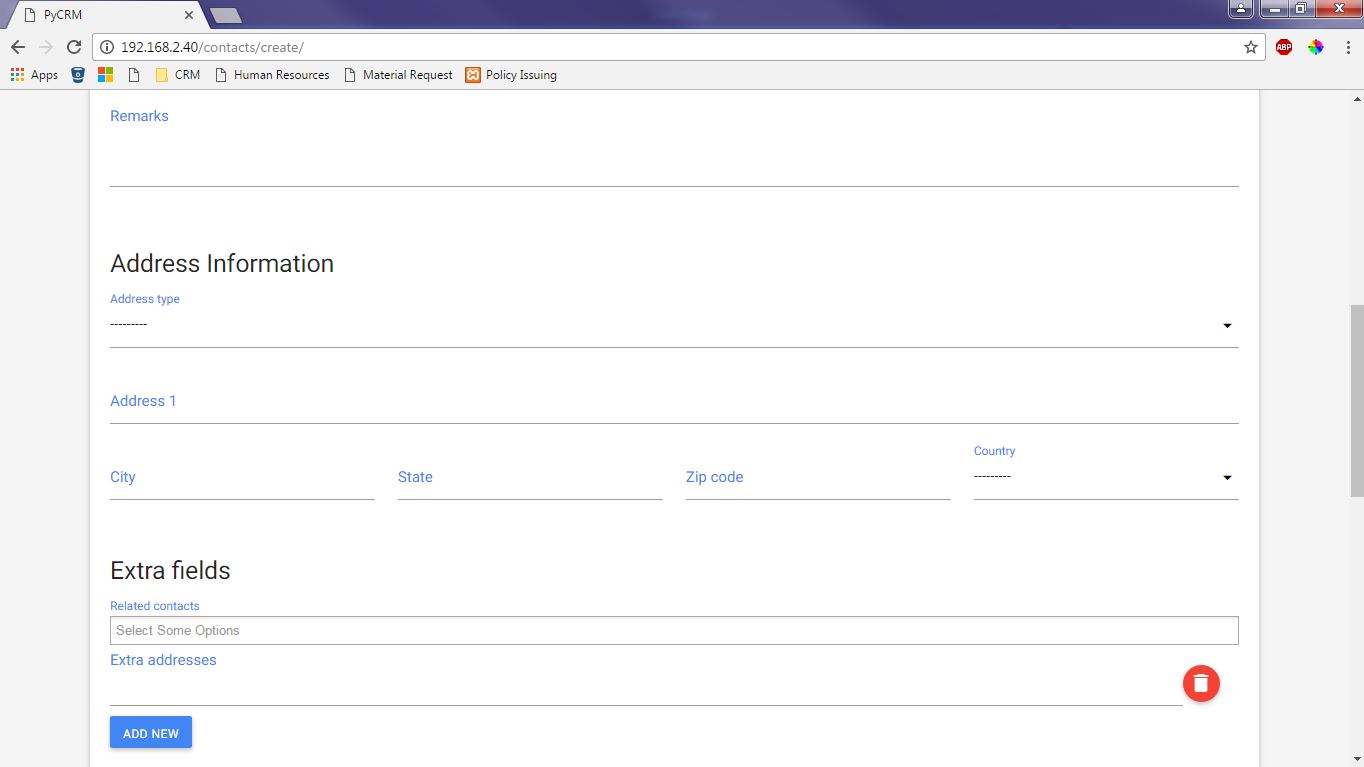 PyCRM
192.168.2.40/contacts/create/
ABP
Apps CRM Human Resources Material Request Policy Issuing
Remarks
Address Information
Address type
---------
Address 1
Country
City State Zip code ---------
Extra fields
Related contacts
Select Some Options
Extra addresses
ADD NEW